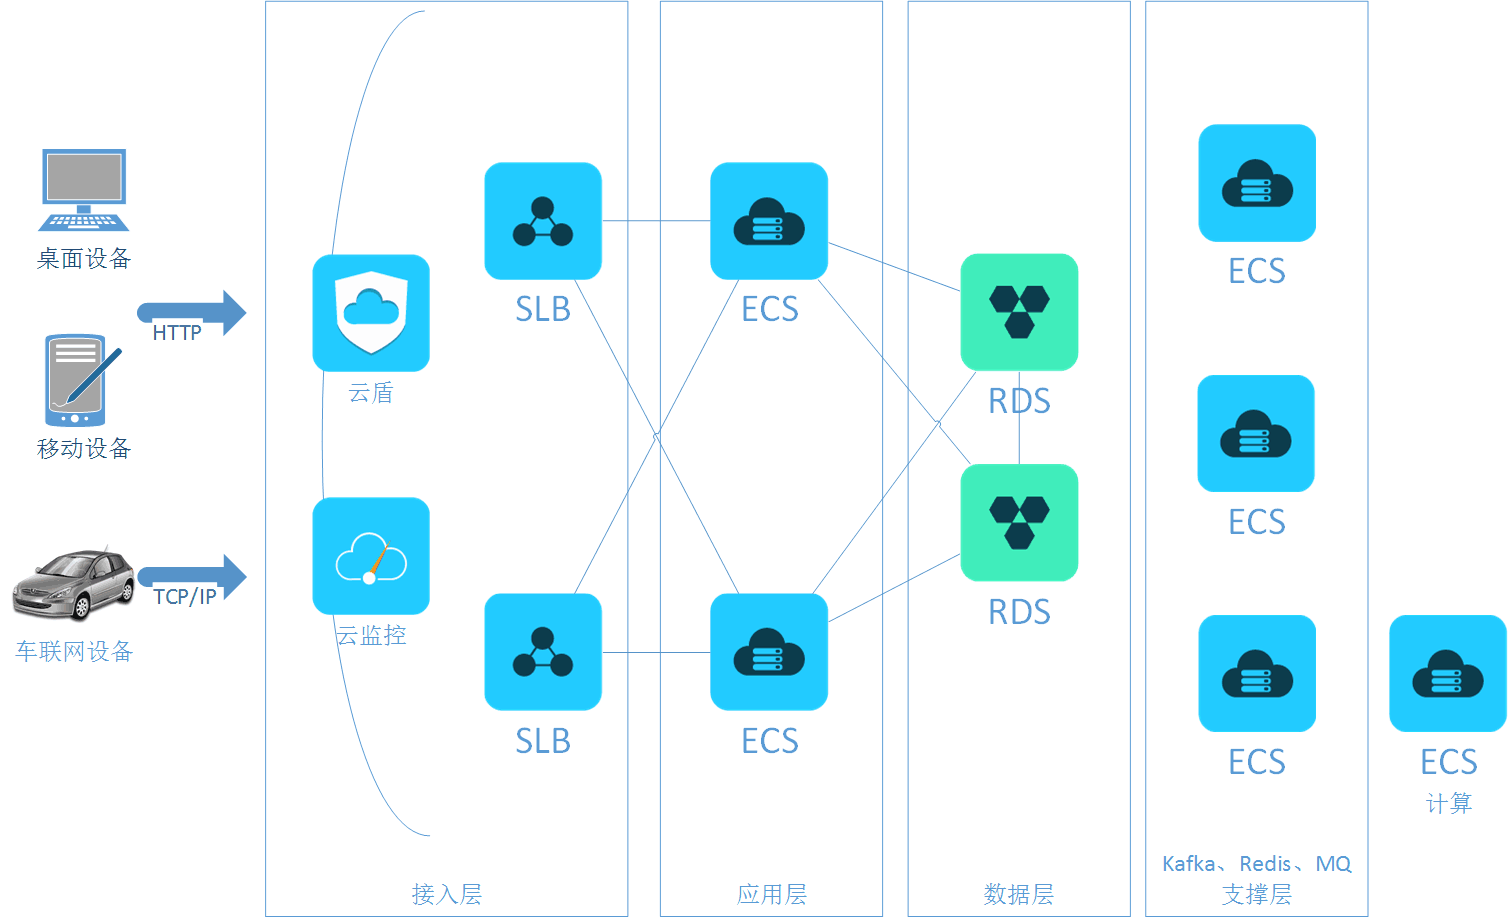 桌面设备
HTTP
移动设备
TCP/IP
车联网设备
云盾
云监控
SLB
SLB
接入层
ECS
ECS
应用层
RDS
RDS
数据层
ECS
ECS
ECS
Kafka、Redis、MQ
支撑层
ECS
计算